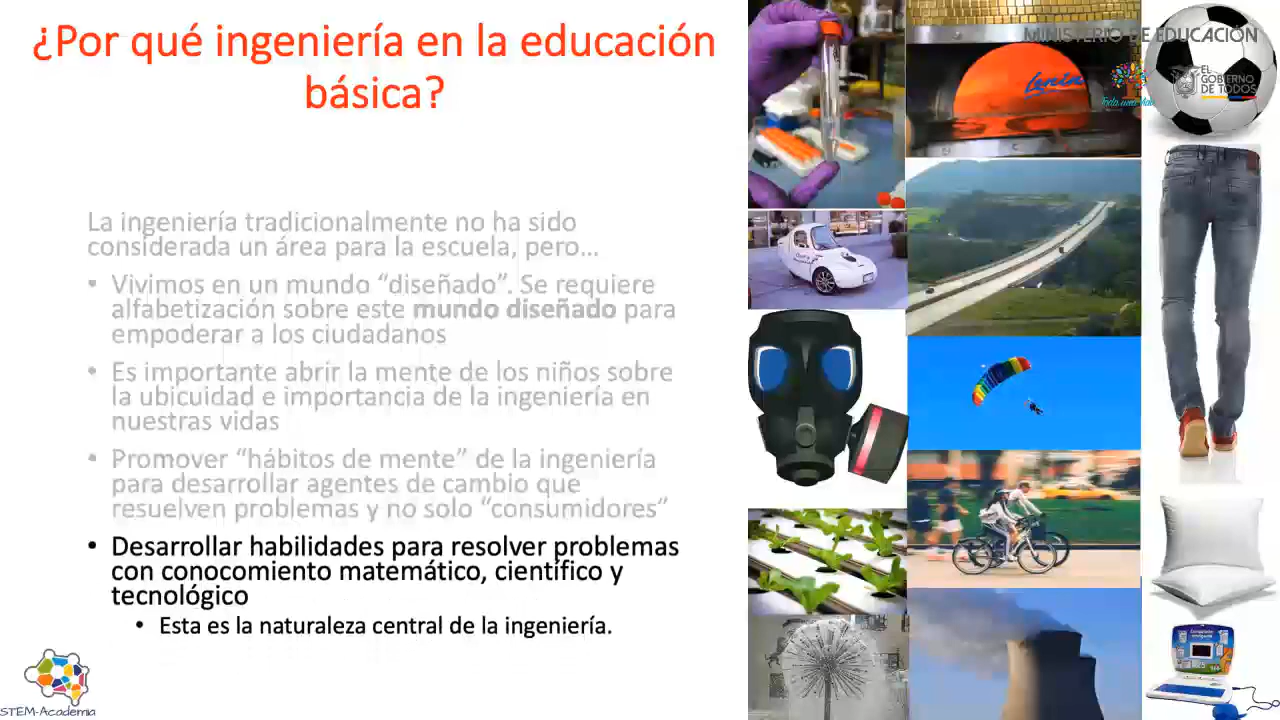 ¿Por qué ingeniería en la educación
básica?
La ingeniería tradicionalmente no ha sido
considerada un área para la escuela, pero...
• Vivimos en un mundo “diseñado”. Se requiere
alfabetización sobre este mundo diseñado para
empoderar a los ciudadanos
• Es importante abrir la mente de los niños sobre
la ubicuidad e importancia de la ingeniería en
nuestras vidas
• Promover “hábitos de mente” de la ingeniería
para desarrollar agentes de cambio que
resuelven problemas y no solo “consumidores”
• Desarrollar habilidades para resolver problemas
con conocomiento matemático, científico y
tecnológico
• Esta es la naturaleza central de la ingeniería.
STEM-Academia
MINISTERIO DE EDUCACIÓN
Lenín
Toda una Vida
EL
GOBIERNO
DE TODOS